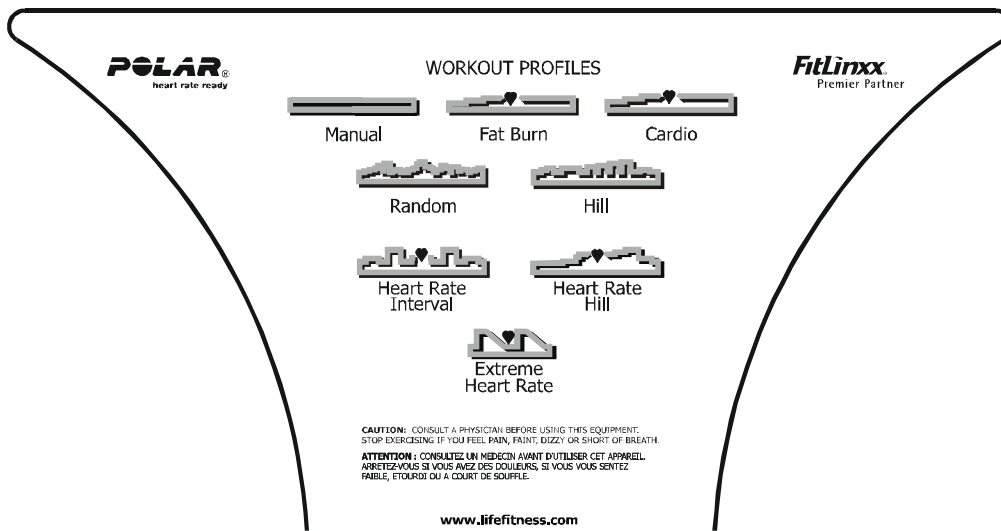 POLAR®
heart rate ready
WORKOUT PROFILES
FitLinxx®
Premier Partner
Manual
Fat Burn
Cardio
Random
Hill
Heart Rate
Interval
Heart Rate
Hill
Extreme
Heart Rate
CAUTION: CONSULT A PHYSICIAN BEFORE USING THIS EQUIPMENT.
STOP EXERCISING IF YOU FEEL PAIN, FAINT, DIZZY OR SHORT OF BREATH.
ATTENTION : CONSULTEZ UN MEDECIN AVANT D'UTILISER CET APPAREIL.
ARRETEZ-VOUS SI VOUS AVEZ DES DOULEURS, SI VOUS VOUS SENTEZ
FAIBLE, ETOURDI OU A COURT DE SOUFFLE.
www.lifefitness.com